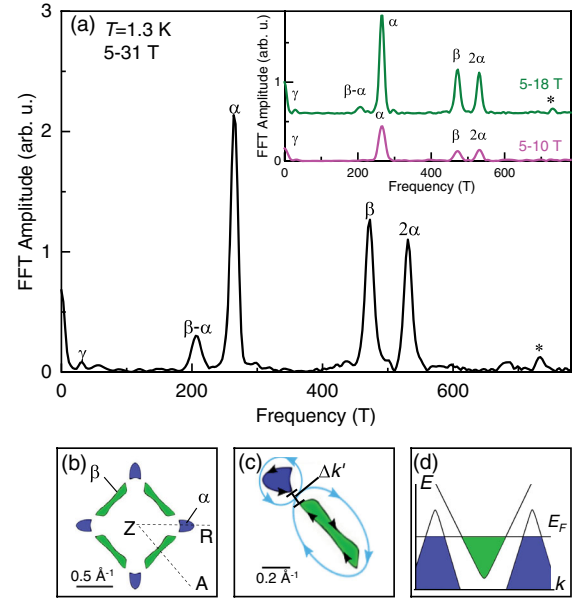 (a)
T=1.3 K
5-31 T
FFT Amplitude (arb. u.)
3
2
1
0
γ
β-α
α
β
2α
*
0
200
400
600
Frequency (T)
FFT Amplitude (arb. u.)
1
0
γ
β-α
α
β
2α
5-18 T
*
γ
α
β
2α
5-10 T
0
200
400
600
Frequency (T)
(b)
β
α
Z
R
A
0.5 Å⁻¹
(c)
Δk'
0.2 Å⁻¹
(d)
E
E_F
k